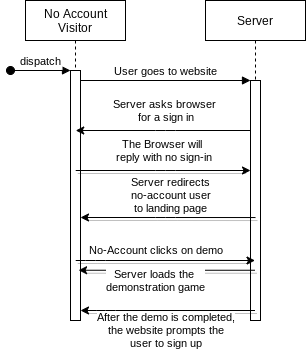 No Account
Visitor
Server
dispatch
User goes to website
Server asks browser
for a sign in
The Browser will
reply with no sign-in
Server redirects
no-account user
to landing page
No-Account clicks on demo
Server loads the
demonstration game
After the demo is completed,
the website prompts the
user to sign up